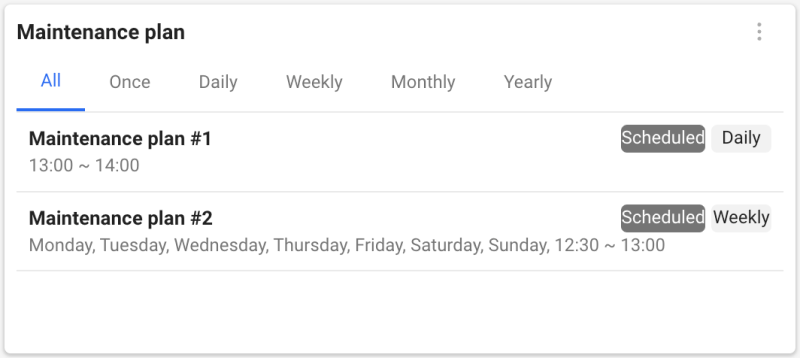 Maintenance plan
All Once Daily Weekly Monthly Yearly
Maintenance plan #1 Scheduled Daily
13:00 ~ 14:00
Maintenance plan #2 Scheduled Weekly
Monday, Tuesday, Wednesday, Thursday, Friday, Saturday, Sunday, 12:30 ~ 13:00